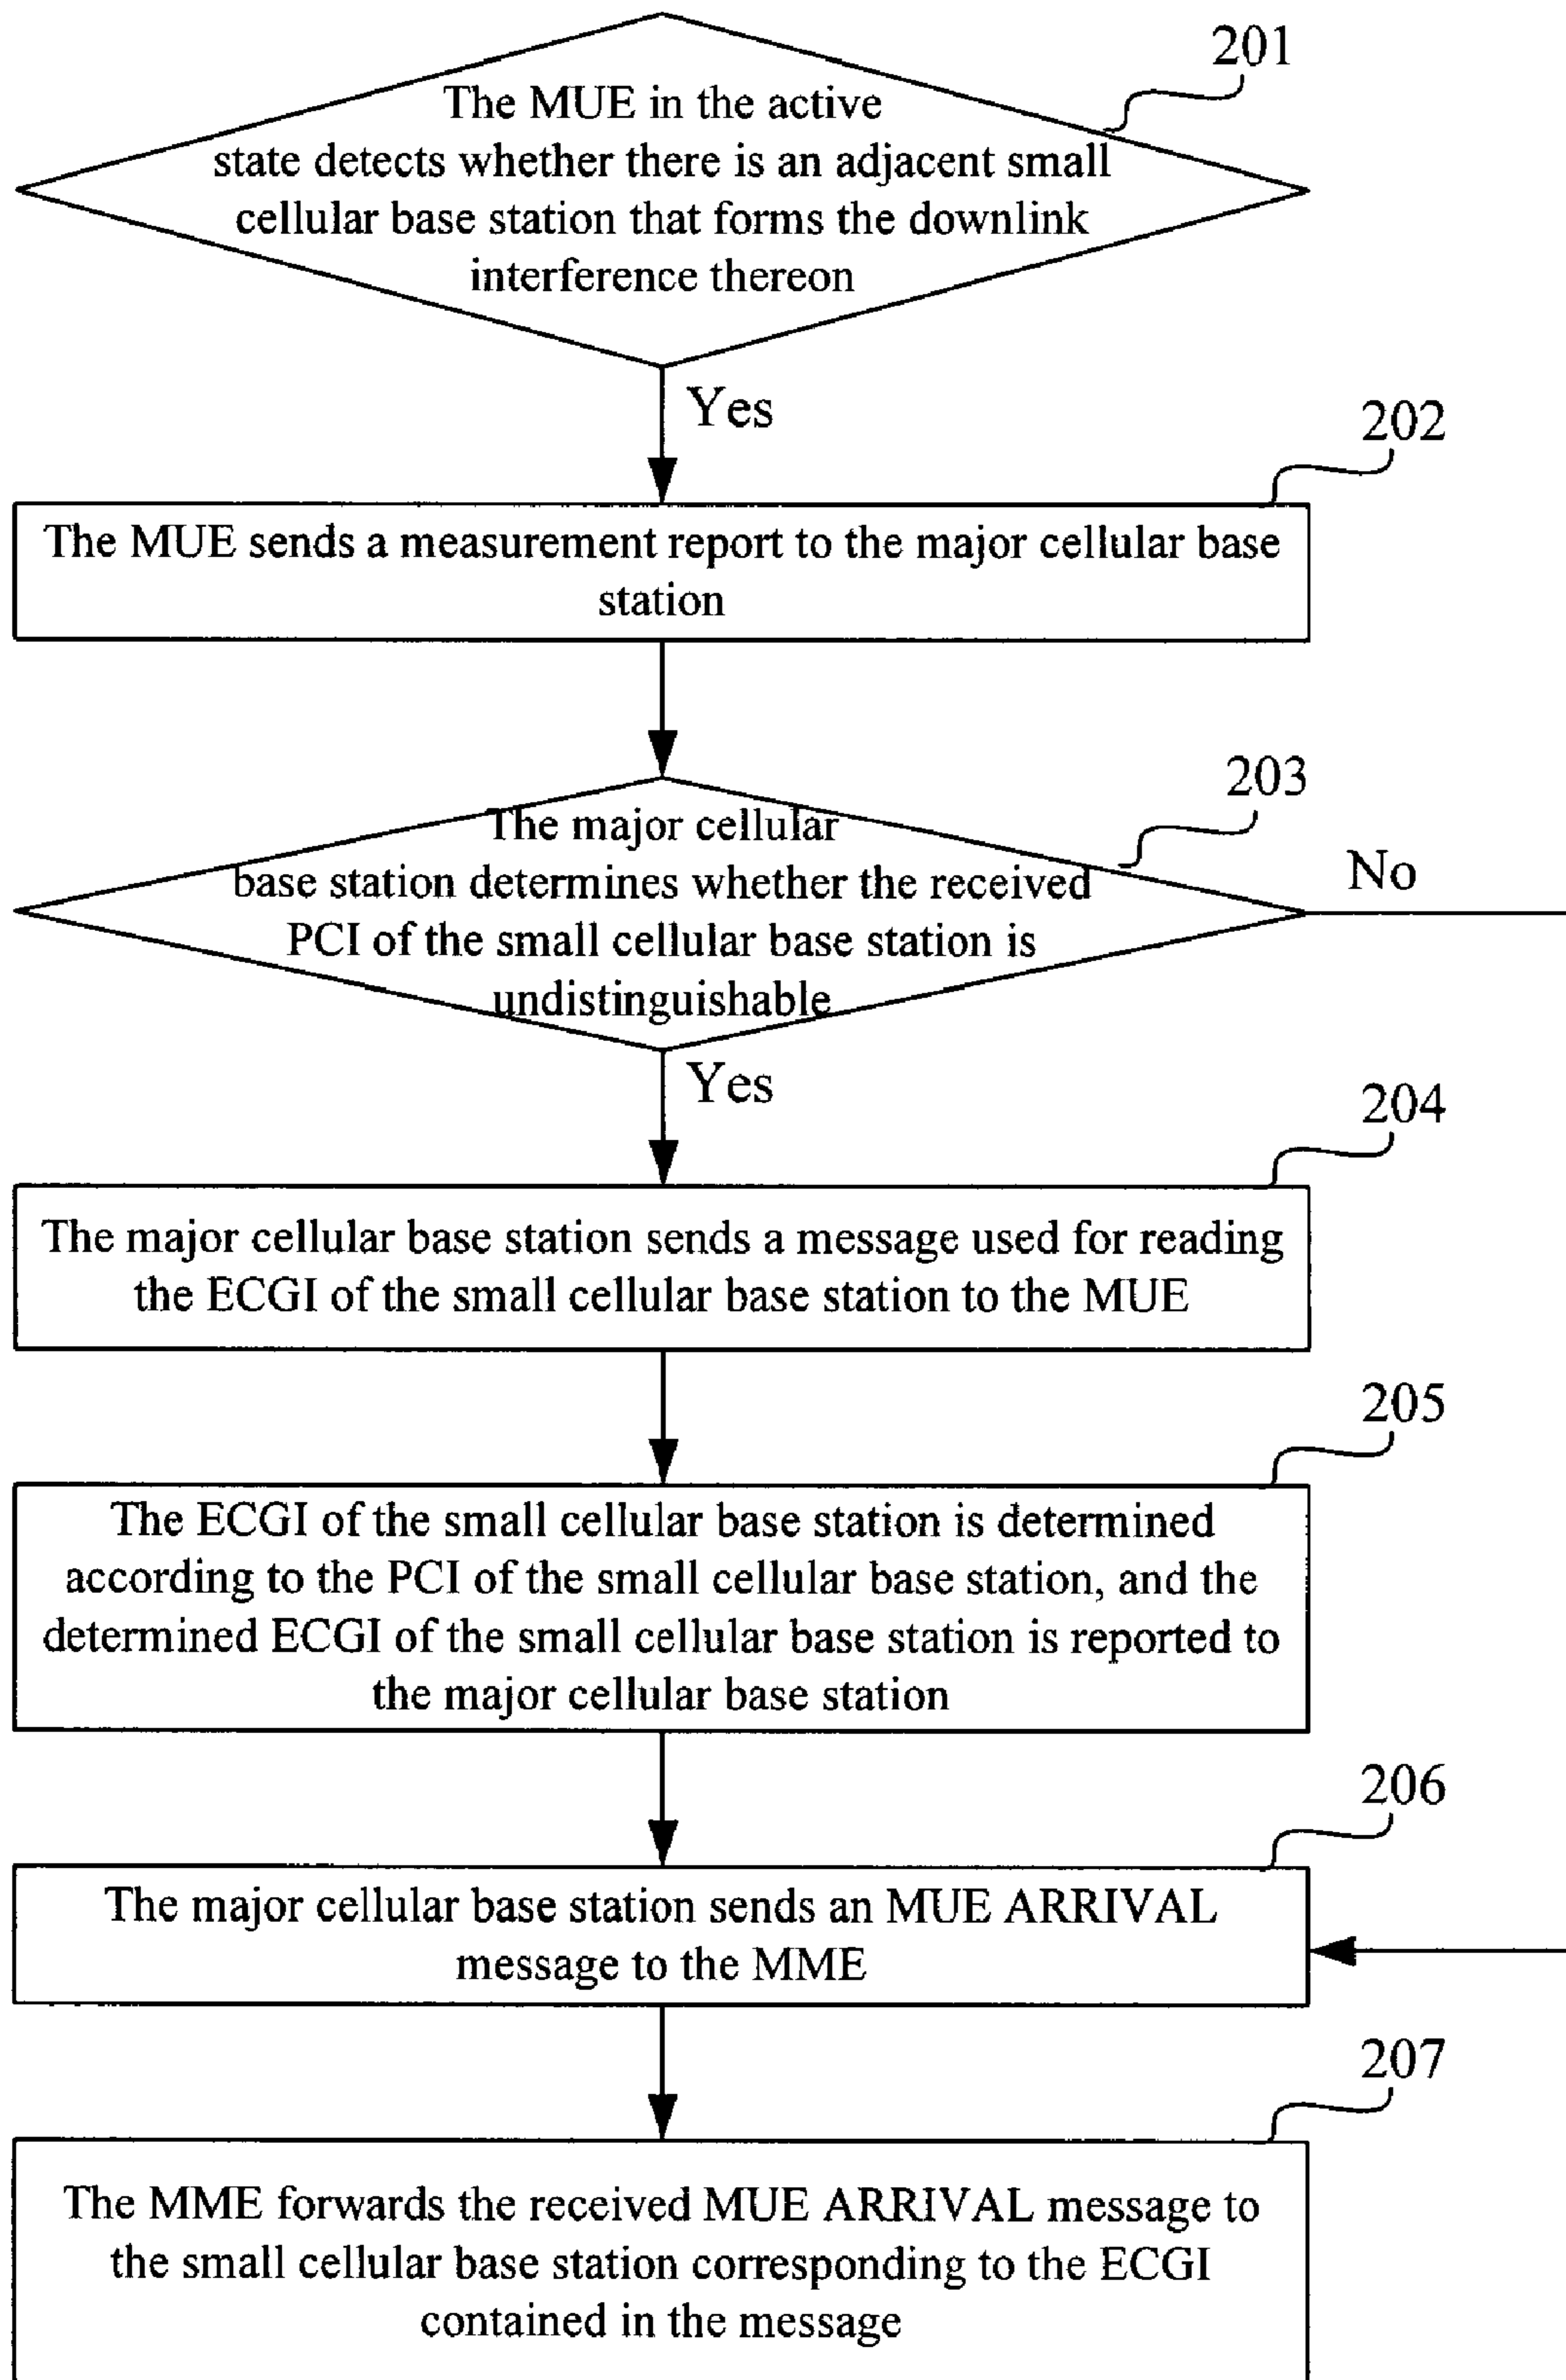 201
The MUE in the active
state detects whether there is an adjacent small
cellular base station that forms the downlink
interference thereon
Yes
202
The MUE sends a measurement report to the major cellular base
station
203
The major cellular
base station determines whether the received
PCI of the small cellular base station is
undistinguishable
No
Yes
204
The major cellular base station sends a message used for reading
the ECGI of the small cellular base station to the MUE
205
The ECGI of the small cellular base station is determined
according to the PCI of the small cellular base station, and the
determined ECGI of the small cellular base station is reported to
the major cellular base station
206
The major cellular base station sends an MUE ARRIVAL
message to the MME
207
The MME forwards the received MUE ARRIVAL message to
the small cellular base station corresponding to the ECGI
contained in the message